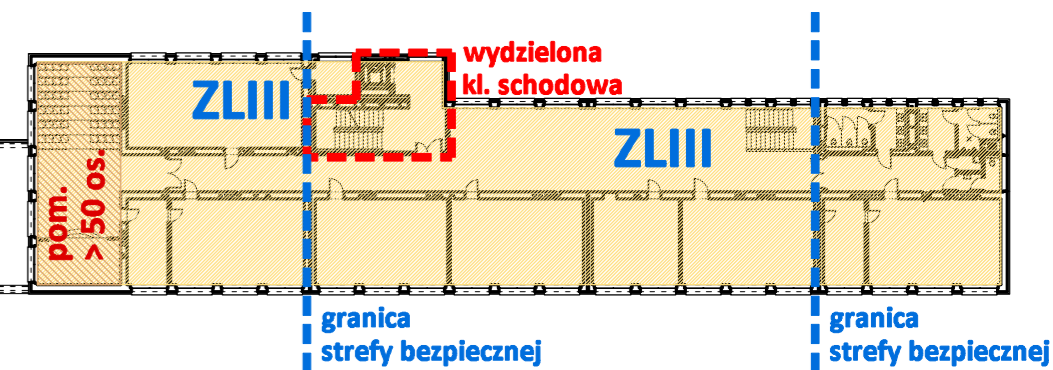 wydzielona
kl. schodowa
ZLIII
ZLIII
pom.
> 50 os.
granica
strefy bezpiecznej
granica
strefy bezpiecznej